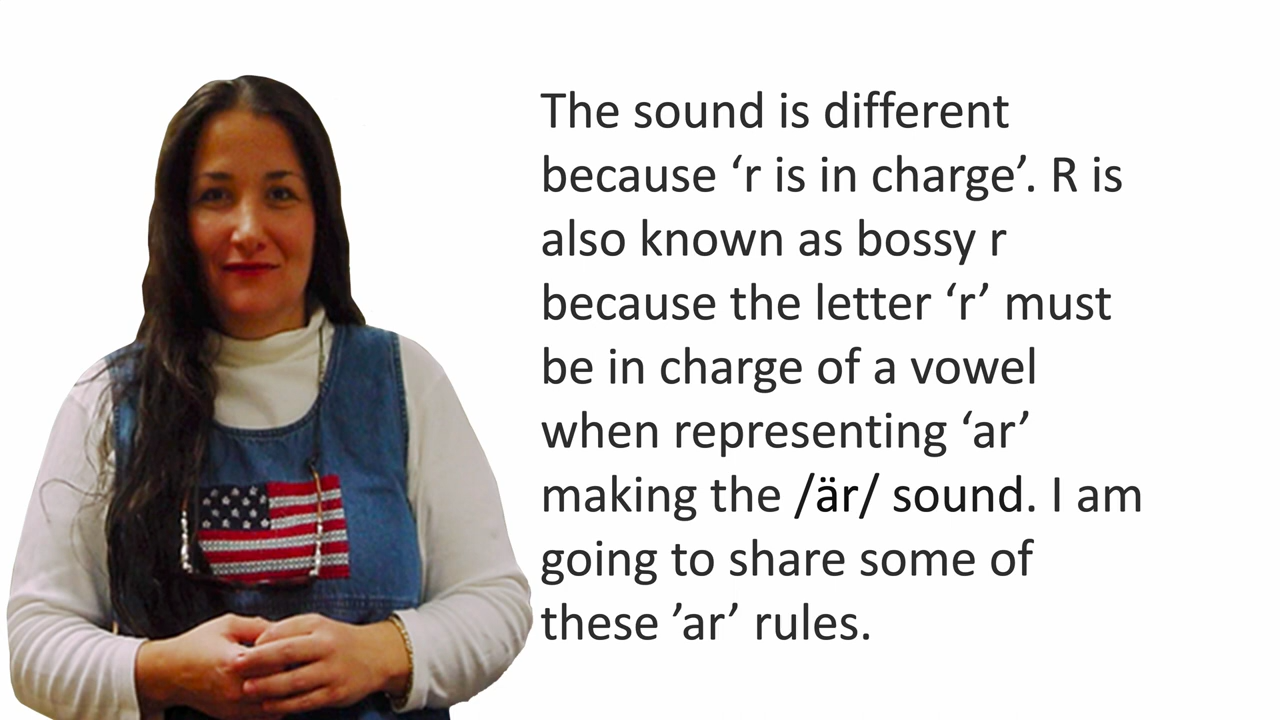 The sound is different
because ‘r is in charge’. R is
also known as bossy r
because the letter ‘r’ must
be in charge of a vowel
when representing ‘ar’
making the /är/ sound. I am
going to share some of
these ’ar’ rules.